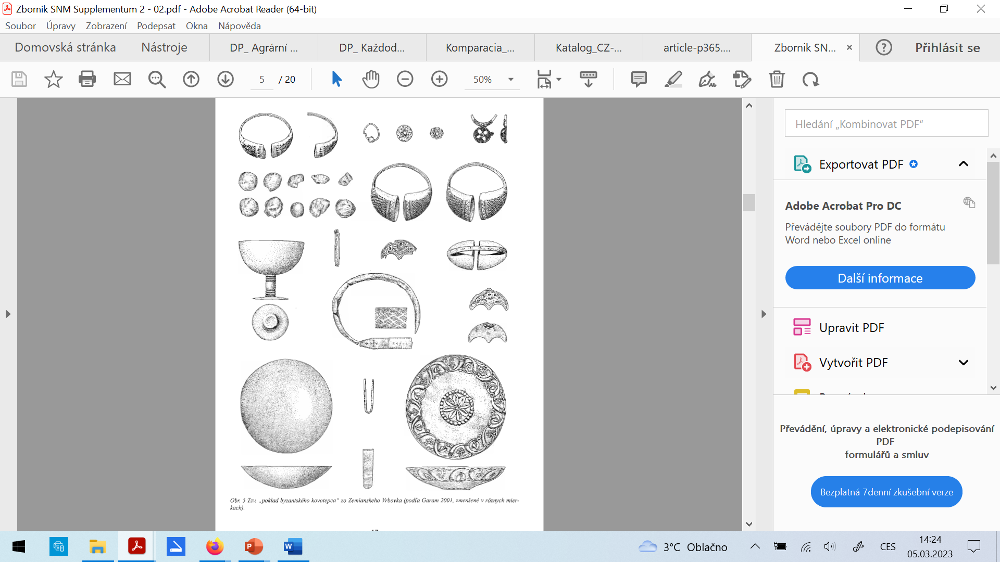 Zbornik SNM Supplementum 2 - 02.pdf - Adobe Acrobat Reader (64-bit)
Soubor Úpravy Zobrazení Podepsat Okna Nápověda
Domovská stránka Nástroje DP_ Agrární ... DP_ Každod... Komparacia_... Katalog_CZ-... article-p365.... Zbornik SN... Přihlásit se
5 / 20 50%
Hledání „Kombinovat PDF“
Exportovat PDF
Adobe Acrobat Pro DC
Převádějte soubory PDF do formátu
Word nebo Excel online
Další informace
Upravit PDF
Vytvořit PDF
Převádění, úpravy a elektronické podepisování
PDF
formulářů a smluv
Bezplatná 7denní zkušební verze
Obr. 5 Tzv. „poklad byzantského kovotepca“ zo Zemianskeho Vrbovka (podľa Garam 2001, zmenšené v rôznych mier-
kach).
3°C Oblačno CES 14:24
05.03.2023